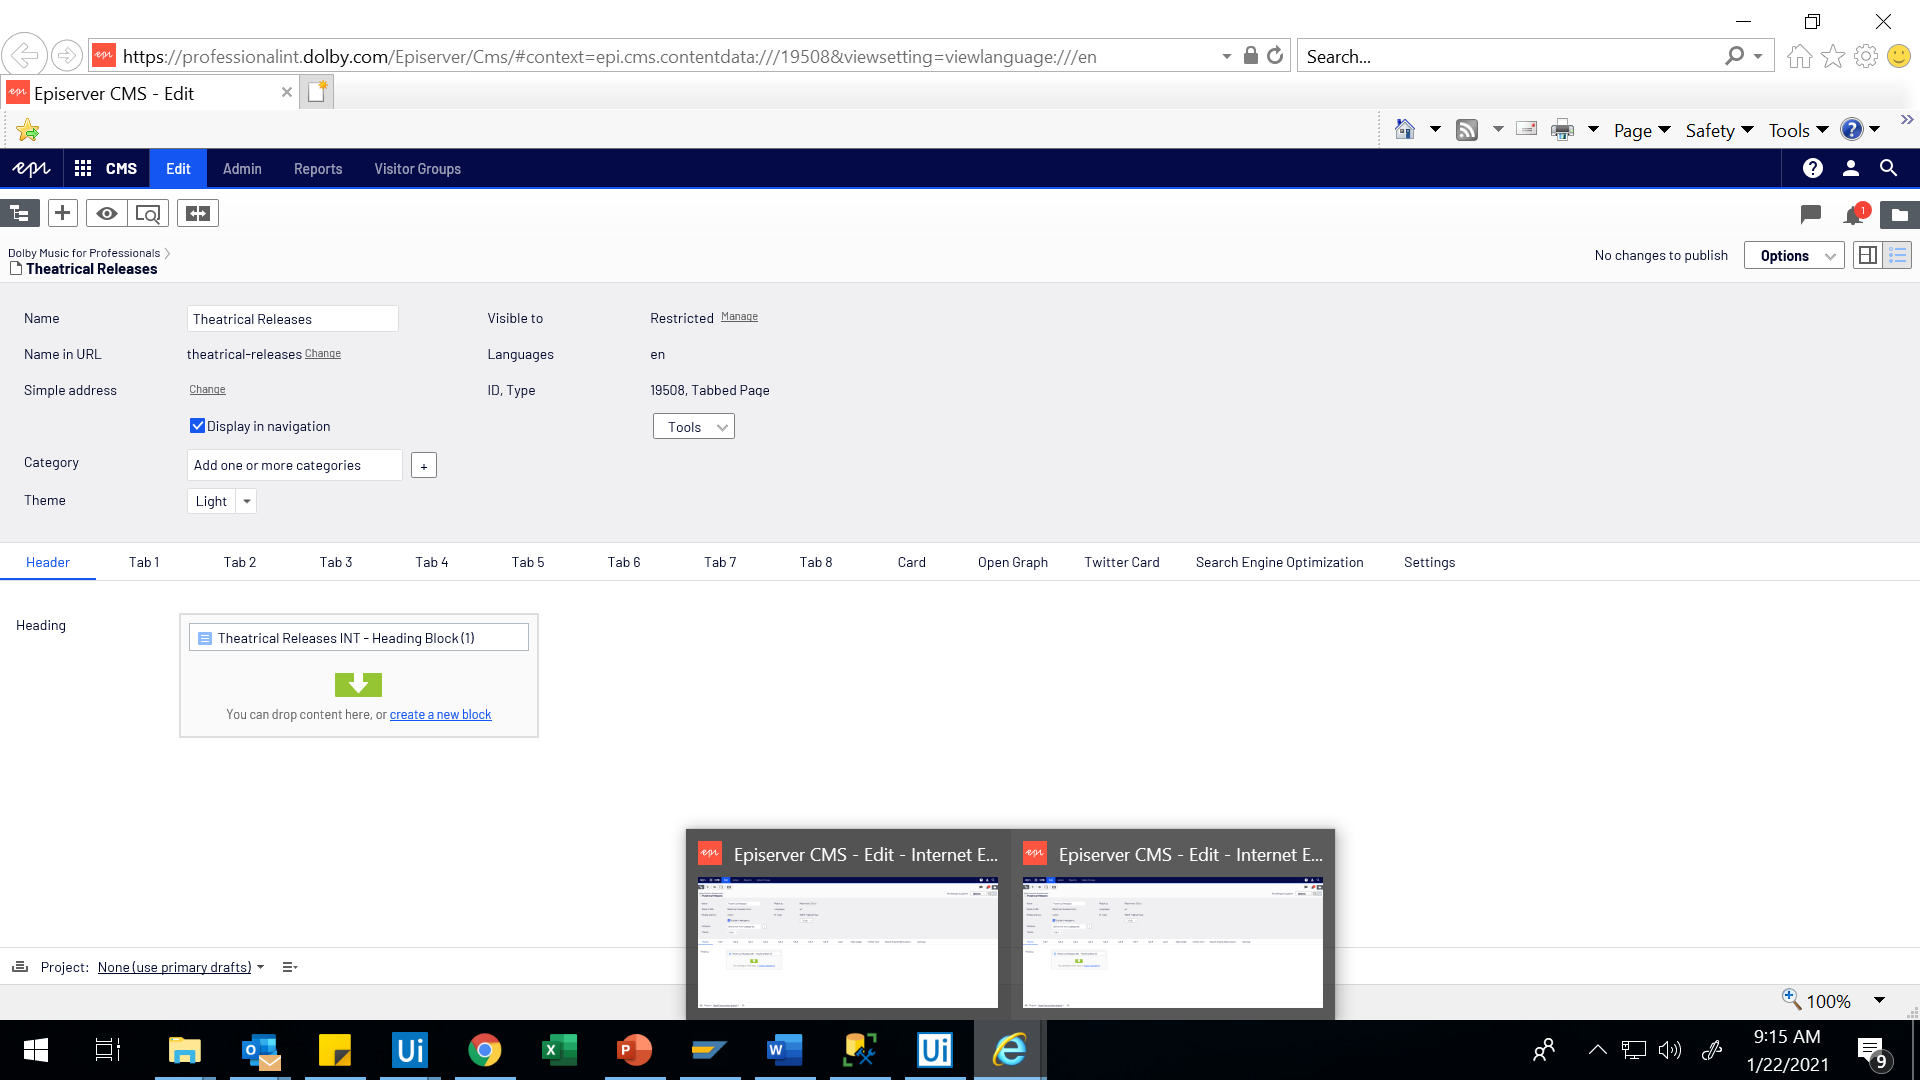 https://professionalint.dolby.com/Episerver/Cms/#context=epi.cms.contentdata:///19508&viewsetting=viewlanguage:///en
Search...
Episerver CMS - Edit
Page Safety Tools
epi CMS Edit Admin Reports Visitor Groups
1
Dolby Music for Professionals
Theatrical Releases
No changes to publish Options
Name Theatrical Releases Visible to Restricted Manage
Name in URL theatrical-releases Change Languages en
Simple address Change ID, Type 19508, Tabbed Page
Display in navigation Tools
Category Add one or more categories +
Theme Light
Header Tab 1 Tab 2 Tab 3 Tab 4 Tab 5 Tab 6 Tab 7 Tab 8 Card Open Graph Twitter Card Search Engine Optimization Settings
Heading Theatrical Releases INT - Heading Block (1)
You can drop content here, or create a new block
Episerver CMS - Edit - Internet E... Episerver CMS - Edit - Internet E...
Project: None (use primary drafts)
100%
9:15 AM
1/22/2021
9